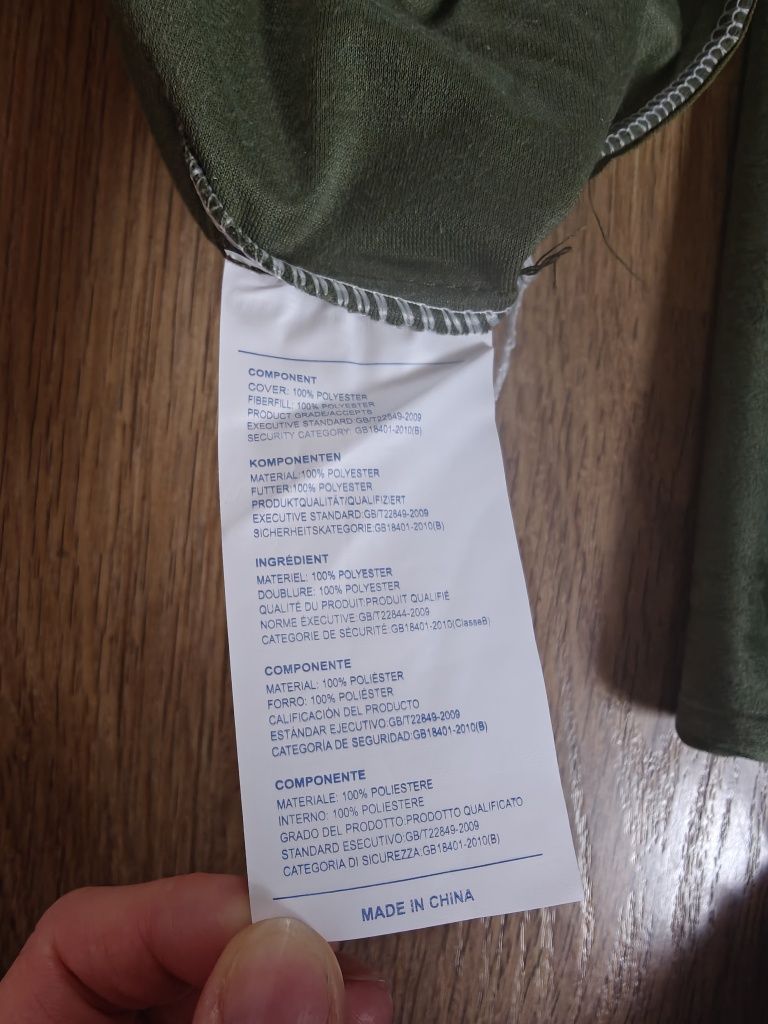 COMPONENT
COVER: 100% POLYESTER
FIBERFILL: 100% POLYESTER
PRODUCT GRADE/ACCEPTS
EXECUTIVE STANDARD:GB/T22849-2009
SECURITY CATEGORY: GB18401-2010(B)
KOMPONENTEN
MATERIAL:100% POLYESTER
FUTTER:100% POLYESTER
PRODUKTQUALITÄT/QUALIFIZIERT
EXECUTIVE STANDARD:GB/T22849-2009
SICHERHEITSKATEGORIE:GB18401-2010(B)
INGRÉDIENT
MATERIEL: 100% POLYESTER
DOUBLURE: 100% POLYESTER
QUALITÉ DU PRODUIT:PRODUIT QUALIFIÉ
NORME ÉXECUTIVE:GB/T22844-2009
CATEGORIE DE SÉCURITÉ:GB18401-2010(ClasseB)
COMPONENTE
MATERIAL: 100% POLIÉSTER
FORRO: 100% POLIÉSTER
CALIFICACIÓN DEL PRODUCTO
ESTÁNDAR EJECUTIVO:GB/T22849-2009
CATEGORÍA DE SEGURIDAD:GB18401-2010(B)
COMPONENTE
MATERIALE: 100% POLIESTERE
INTERNO: 100% POLIESTERE
GRADO DEL PRODOTTO:PRODOTTO QUALIFICATO
STANDARD ESECUTIVO:GB/T22849-2009
CATEGORIA DI SICUREZZA:GB18401-2010(B)
MADE IN CHINA